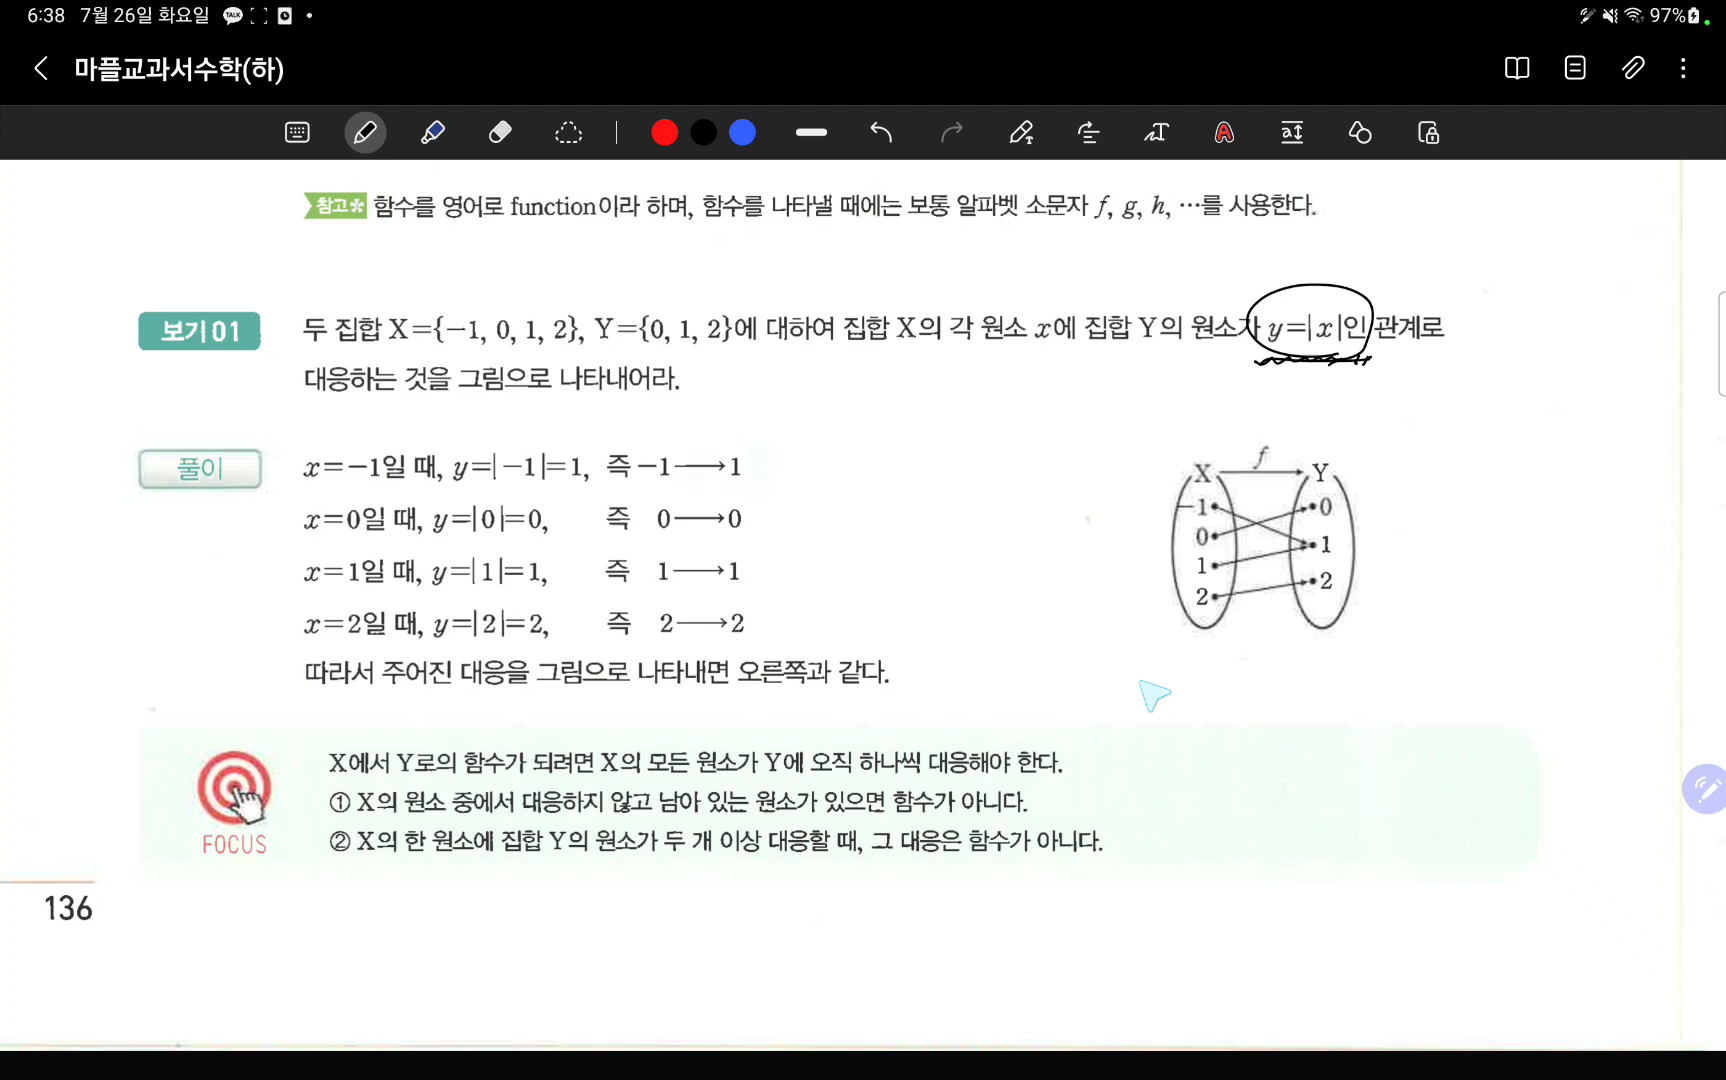 6:38 7월 26일 화요일 TALK 97%
마플교과서수학(하)
참고 함수를 영어로 function이라 하며, 함수를 나타낼 때에는 보통 알파벳 소문자 f, g, h, ⋯를 사용한다.
보기 01 두 집합 X={−1, 0, 1, 2}, Y={0, 1, 2}에 대하여 집합 X의 각 원소 x에 집합 Y의 원소가 y=|x|인 관계로
대응하는 것을 그림으로 나타내어라.
풀이 x=−1일 때, y=|−1|=1, 즉 −1⟶1
x=0일 때, y=|0|=0, 즉 0⟶0
x=1일 때, y=|1|=1, 즉 1⟶1
x=2일 때, y=|2|=2, 즉 2⟶2
따라서 주어진 대응을 그림으로 나타내면 오른쪽과 같다.
f
X Y
−1 0
0 1
1 2
2
X에서 Y로의 함수가 되려면 X의 모든 원소가 Y에 오직 하나씩 대응해야 한다.
① X의 원소 중에서 대응하지 않고 남아 있는 원소가 있으면 함수가 아니다.
② X의 한 원소에 집합 Y의 원소가 두 개 이상 대응할 때, 그 대응은 함수가 아니다.
FOCUS
136